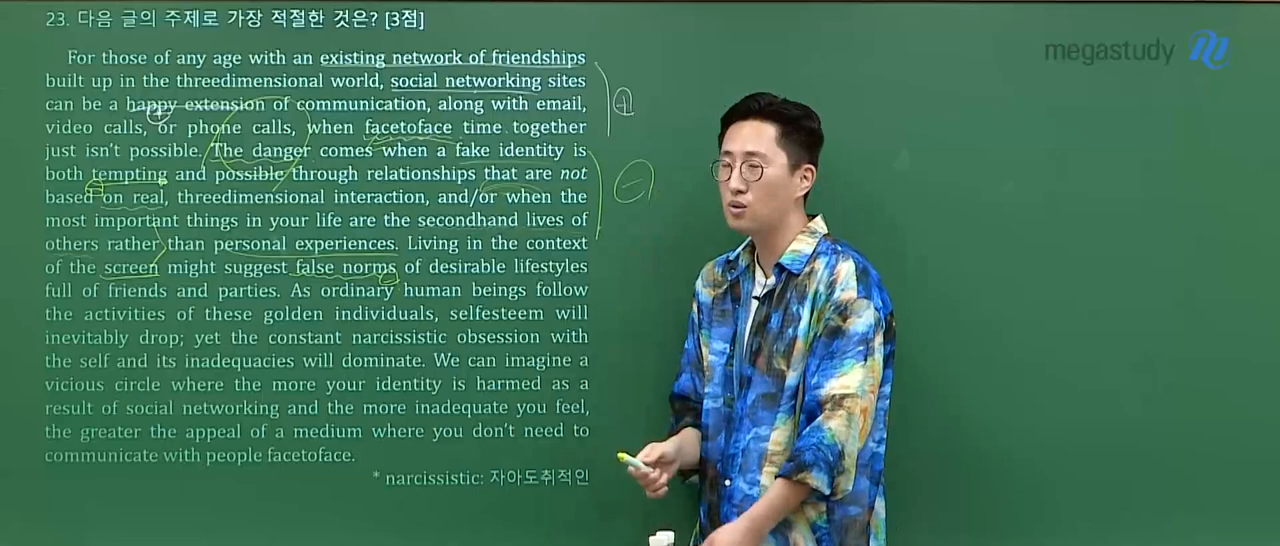 23. 다음 글의 주제로 가장 적절한 것은? [3점]
megastudy
For those of any age with an existing network of friendships
built up in the threedimensional world, social networking sites
can be a happy extension of communication, along with email,
video calls, or phone calls, when facetoface time together
just isn't possible. The danger comes when a fake identity is
both tempting and possible through relationships that are not
based on real, threedimensional interaction, and/or when the
most important things in your life are the secondhand lives of
others rather than personal experiences. Living in the context
of the screen might suggest false norms of desirable lifestyles
full of friends and parties. As ordinary human beings follow
the activities of these golden individuals, selfesteem will
inevitably drop; yet the constant narcissistic obsession with
the self and its inadequacies will dominate. We can imagine a
vicious circle where the more your identity is harmed as a
result of social networking and the more inadequate you feel,
the greater the appeal of a medium where you don't need to
communicate with people facetoface.
* narcissistic: 자아도취적인